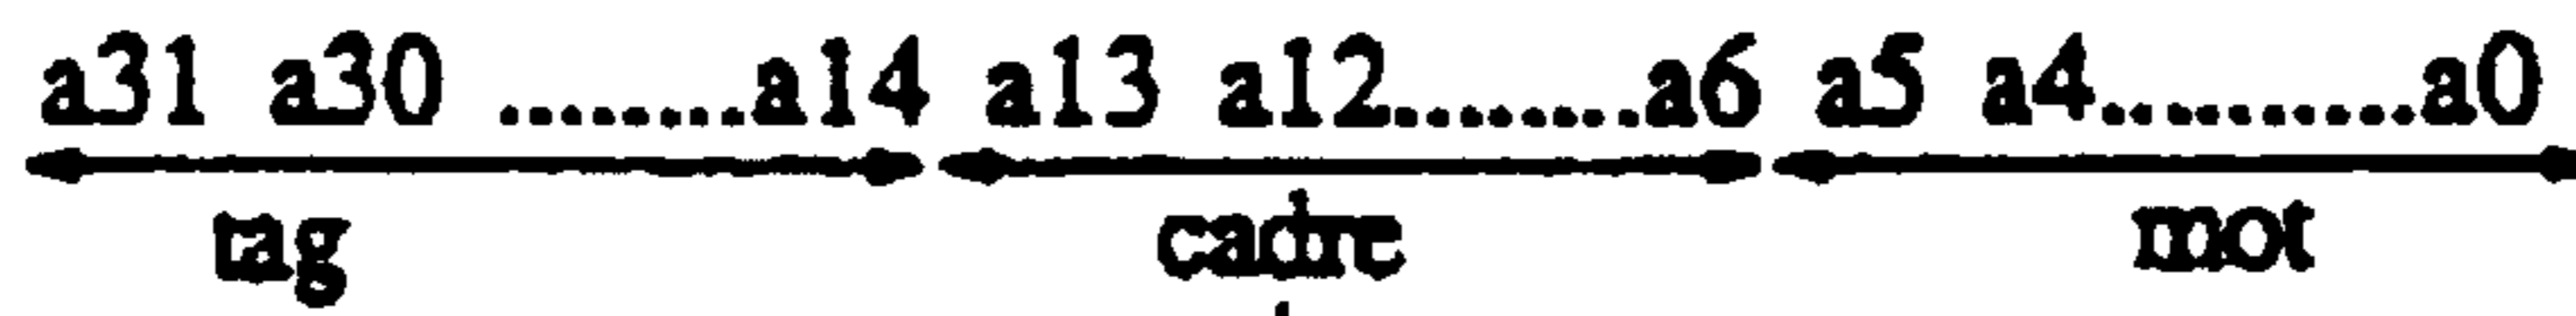 a31 a30 .........a14 a13 a12.........a6 a5 a4...........a0
tag cadre mot